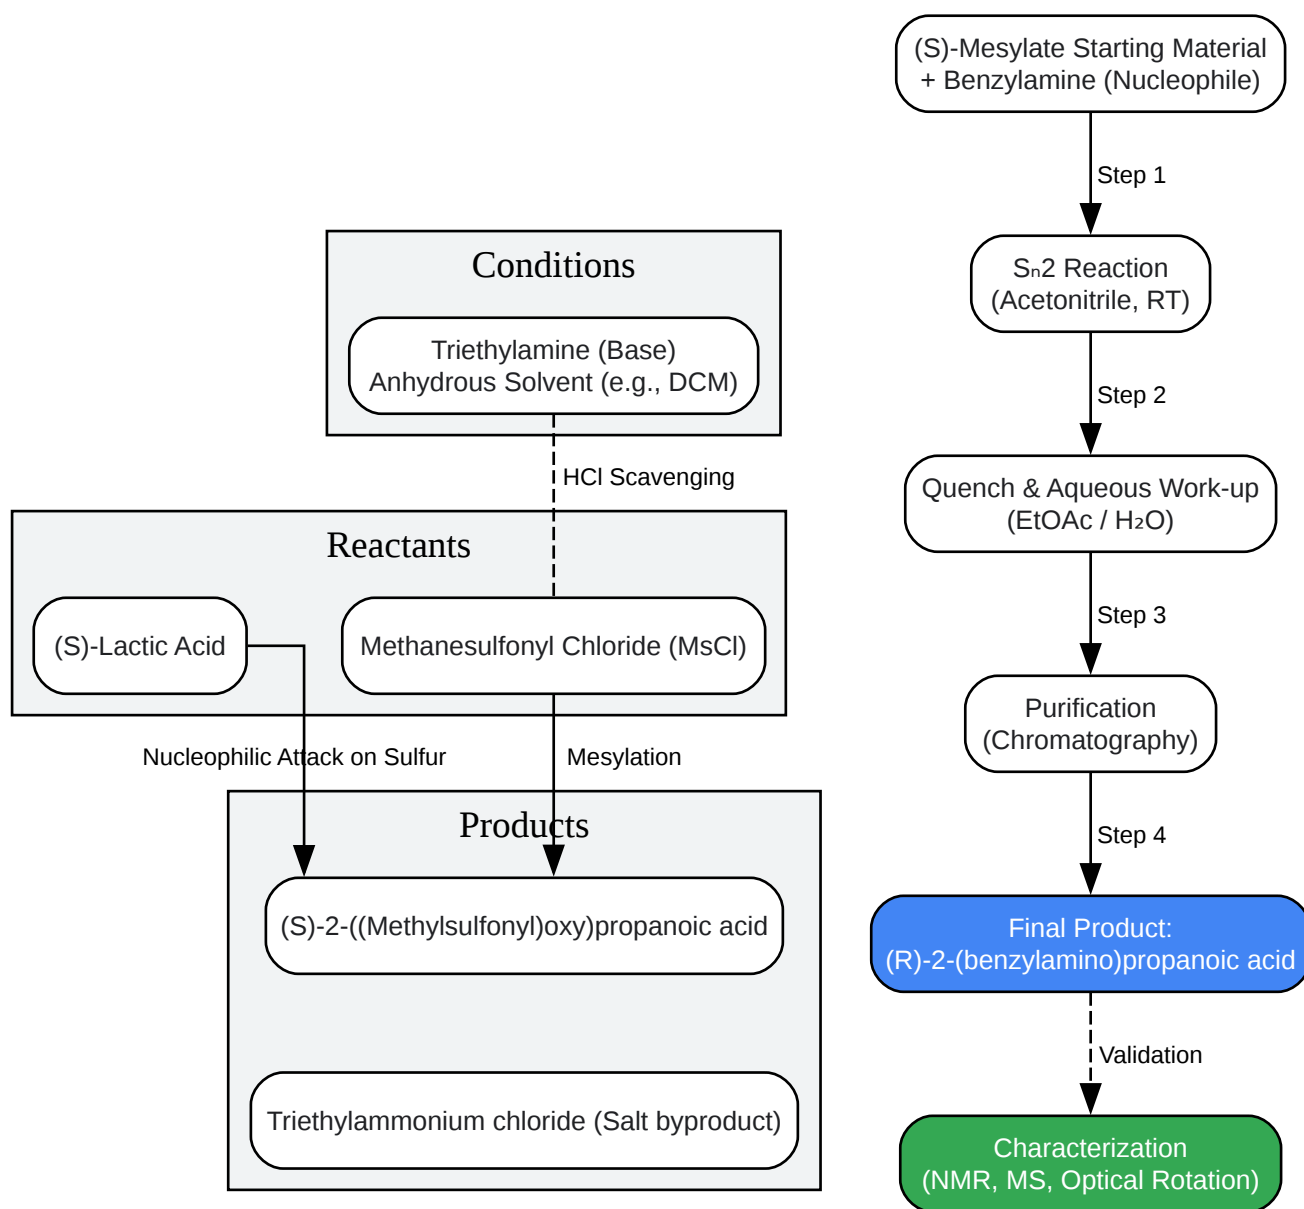 Conditions
Triethylamine (Base)
Anhydrous Solvent (e.g., DCM)
HCl Scavenging
Reactants
(S)-Lactic Acid
Methanesulfonyl Chloride (MsCl)
Nucleophilic Attack on Sulfur
Mesylation
Products
(S)-2-((Methylsulfonyl)oxy)propanoic acid
Triethylammonium chloride (Salt byproduct)
(S)-Mesylate Starting Material
+ Benzylamine (Nucleophile)
Step 1
Sₙ2 Reaction
(Acetonitrile, RT)
Step 2
Quench & Aqueous Work-up
(EtOAc / H₂O)
Step 3
Purification
(Chromatography)
Step 4
Final Product:
(R)-2-(benzylamino)propanoic acid
Validation
Characterization
(NMR, MS, Optical Rotation)